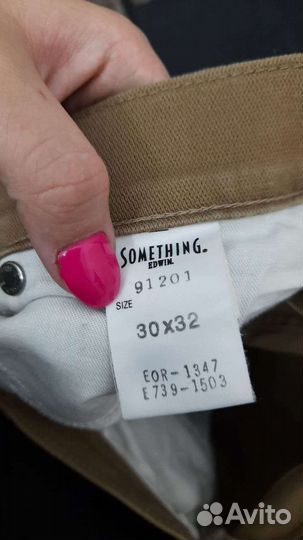 SOMETHING.
EDWIN.
91201
SIZE
30X32
EOR-1347
E739-1503
Avito